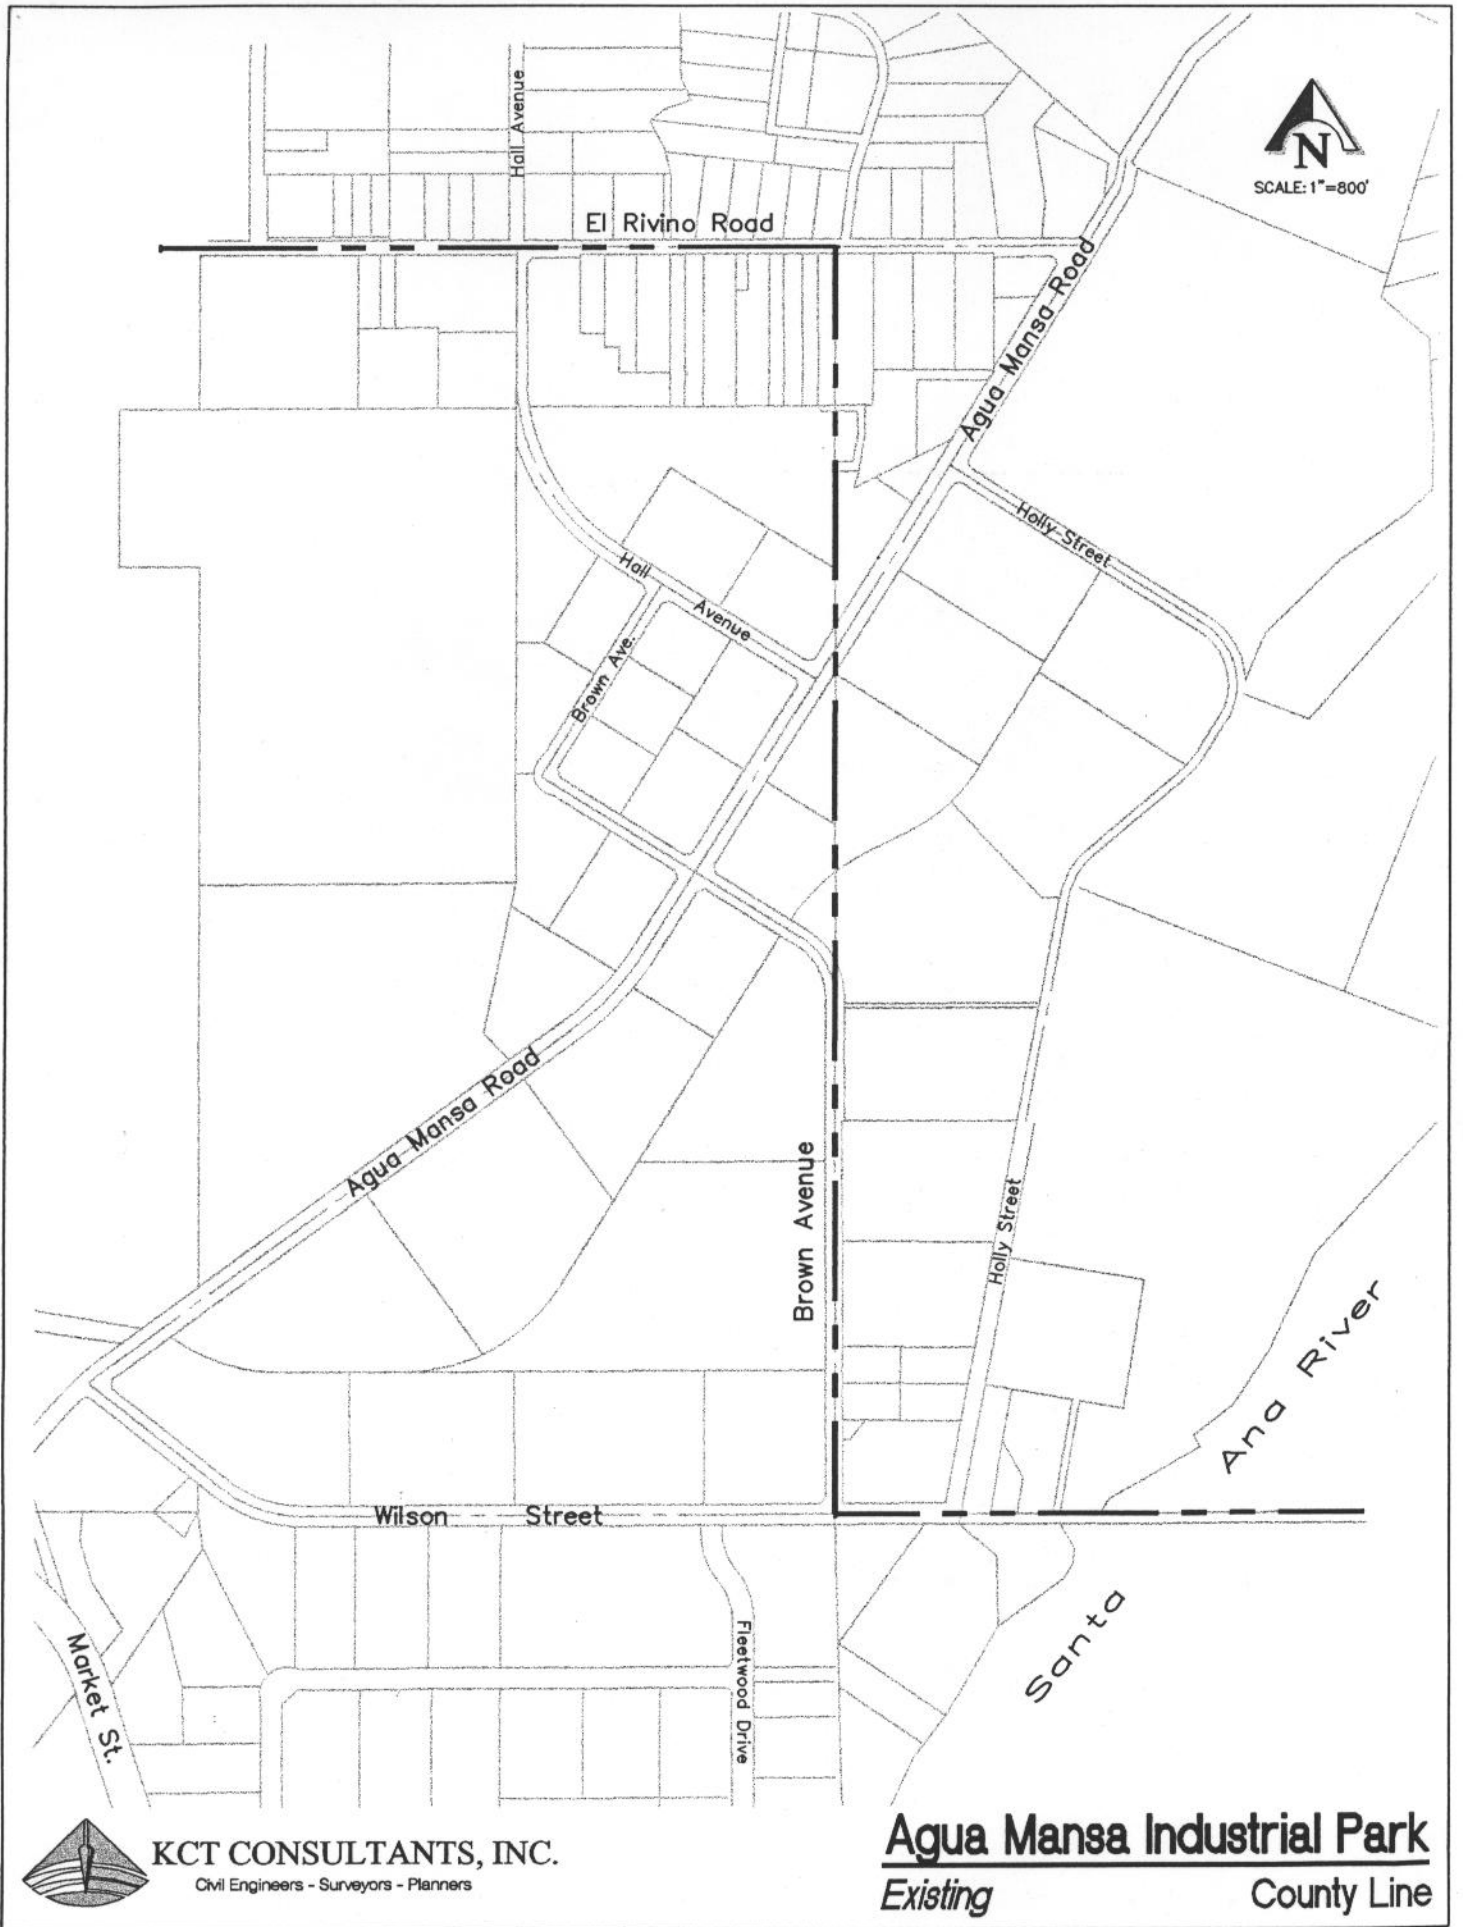 Hall Avenue
N
SCALE: 1"=800'
El Rivino Road
Agua Mansa Road
Holly Street
Hall Avenue
Brown Ave.
Agua Mansa Road
Brown Avenue
Holly Street
Santa Ana River
Wilson Street
Fleetwood Drive
Market St.
KCT CONSULTANTS, INC.
Civil Engineers - Surveyors - Planners
Agua Mansa Industrial Park
Existing County Line